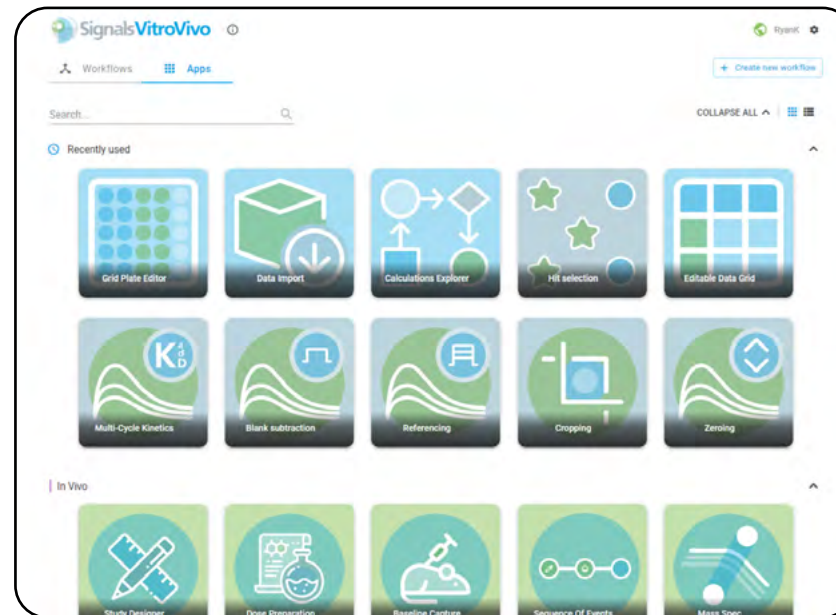 SignalsVitroVivo
RyanK
Workflows
Apps
+ Create new workflow
Search...
COLLAPSE ALL
Recently used
Grid Plate Editor
Data Import
Calculations Explorer
Hit selection
Editable Data Grid
K a d D
Multi-Cycle Kinetics
Blank subtraction
Referencing
Cropping
Zeroing
In Vivo
Study Designer
Dose Preparation
Baseline Capture
Sequence Of Events
Mass Spec